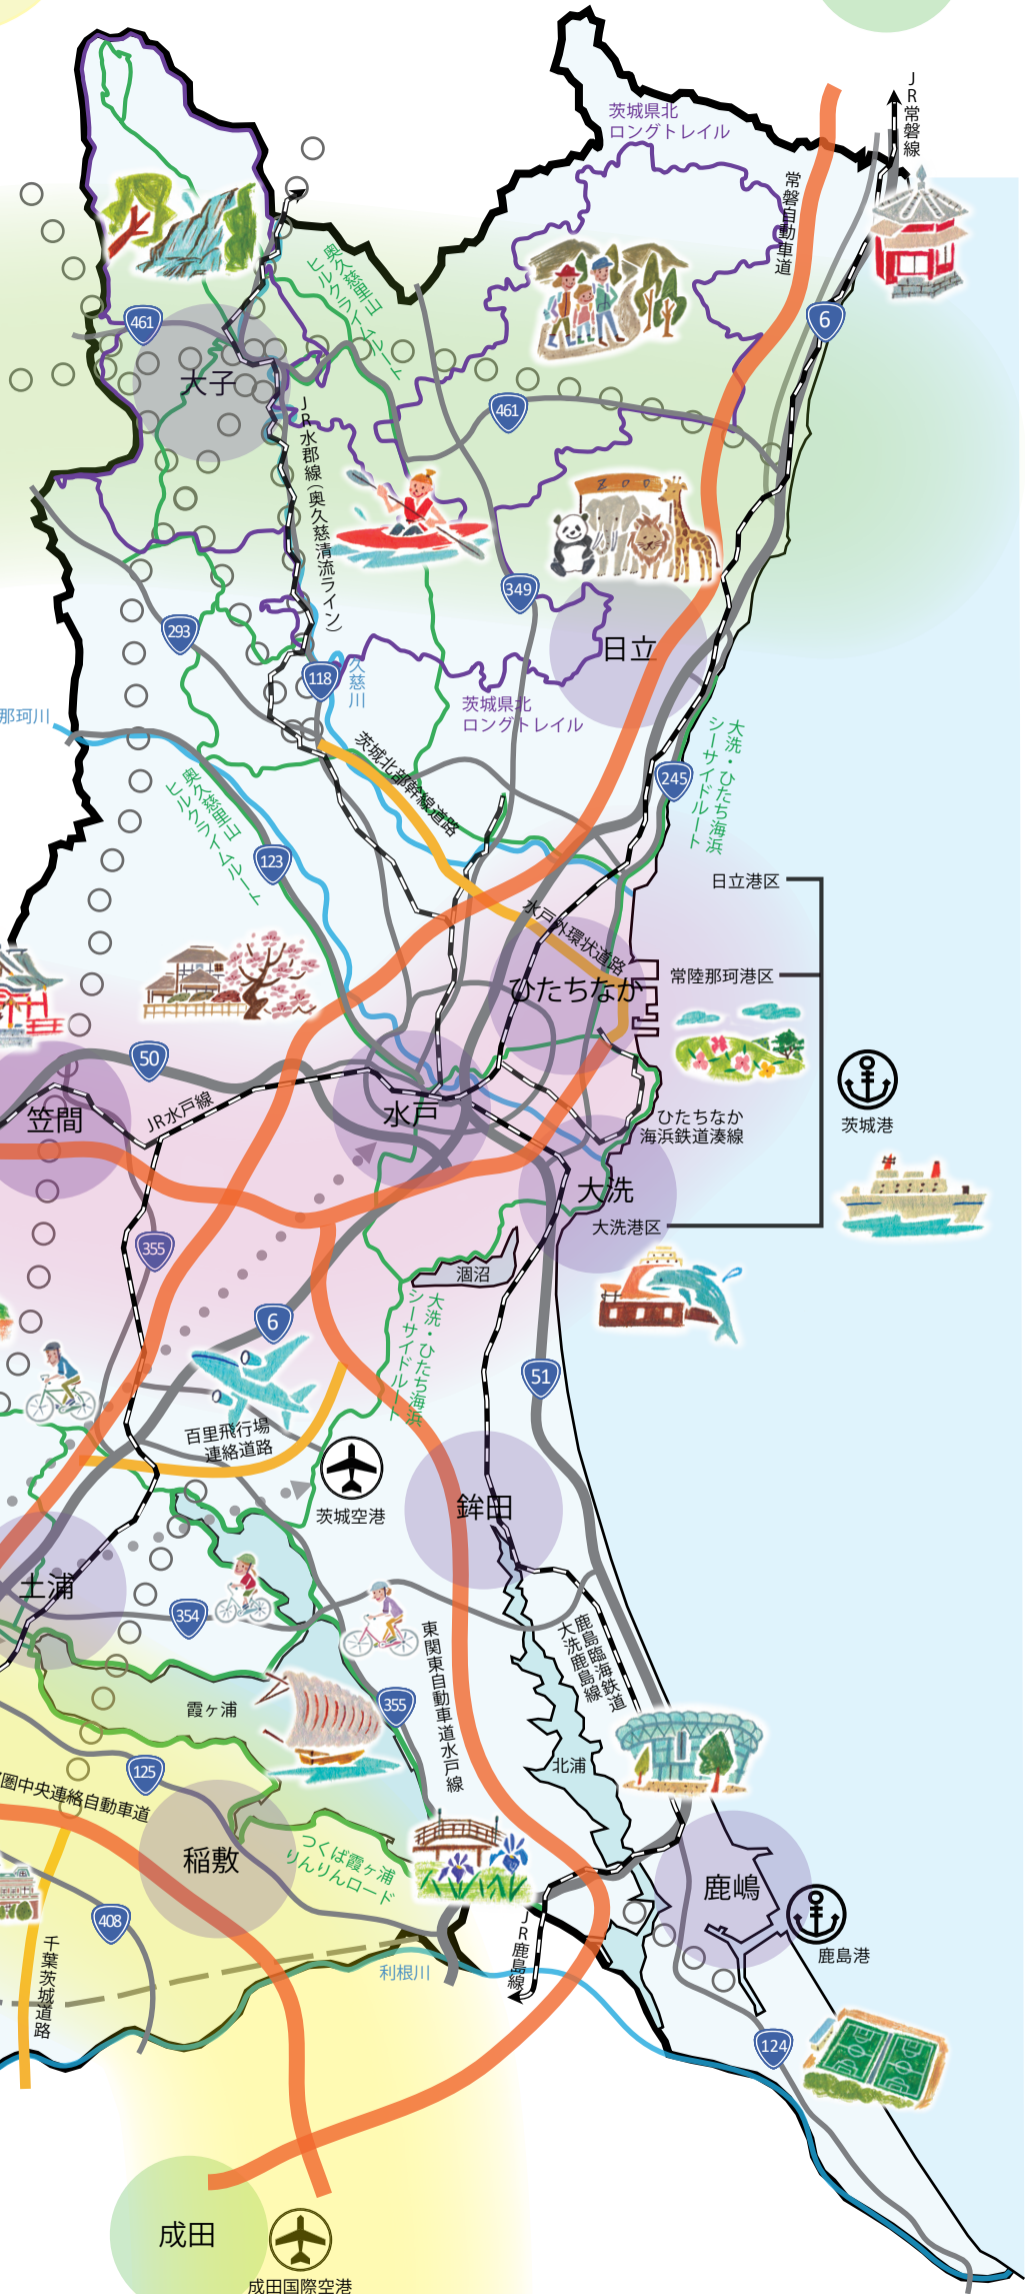 JR常磐線
茨城県北
ロングトレイル
常磐自動車道
奥久慈里山
ヒルクライムルート
6
461
大子
461
JR水郡線(奥久慈清流ライン)
ZOO
349
293
日立
118
久慈川
那珂川
茨城県北
ロングトレイル
大洗・ひたち海浜
シーサイドルート
茨城北部幹線道路
245
奥久慈里山
ヒルクライムルート
123
日立港区
水戸外環状道路
常陸那珂港区
ひたちなか
50
笠間
JR水戸線
水戸
ひたちなか
海浜鉄道湊線
茨城港
大洗
大洗港区
355
涸沼
大洗・ひたち海浜
シーサイドルート
6
51
百里飛行場
連絡道路
茨城空港
鉾田
土浦
354
東関東自動車道水戸線
鹿島臨海鉄道
大洗鹿島線
霞ヶ浦
355
北浦
125
圏中央連絡自動車道
稲敷
つくば霞ヶ浦
りんりんロード
鹿嶋
408
鹿島港
JR鹿島線
千葉茨城道路
利根川
124
成田
成田国際空港